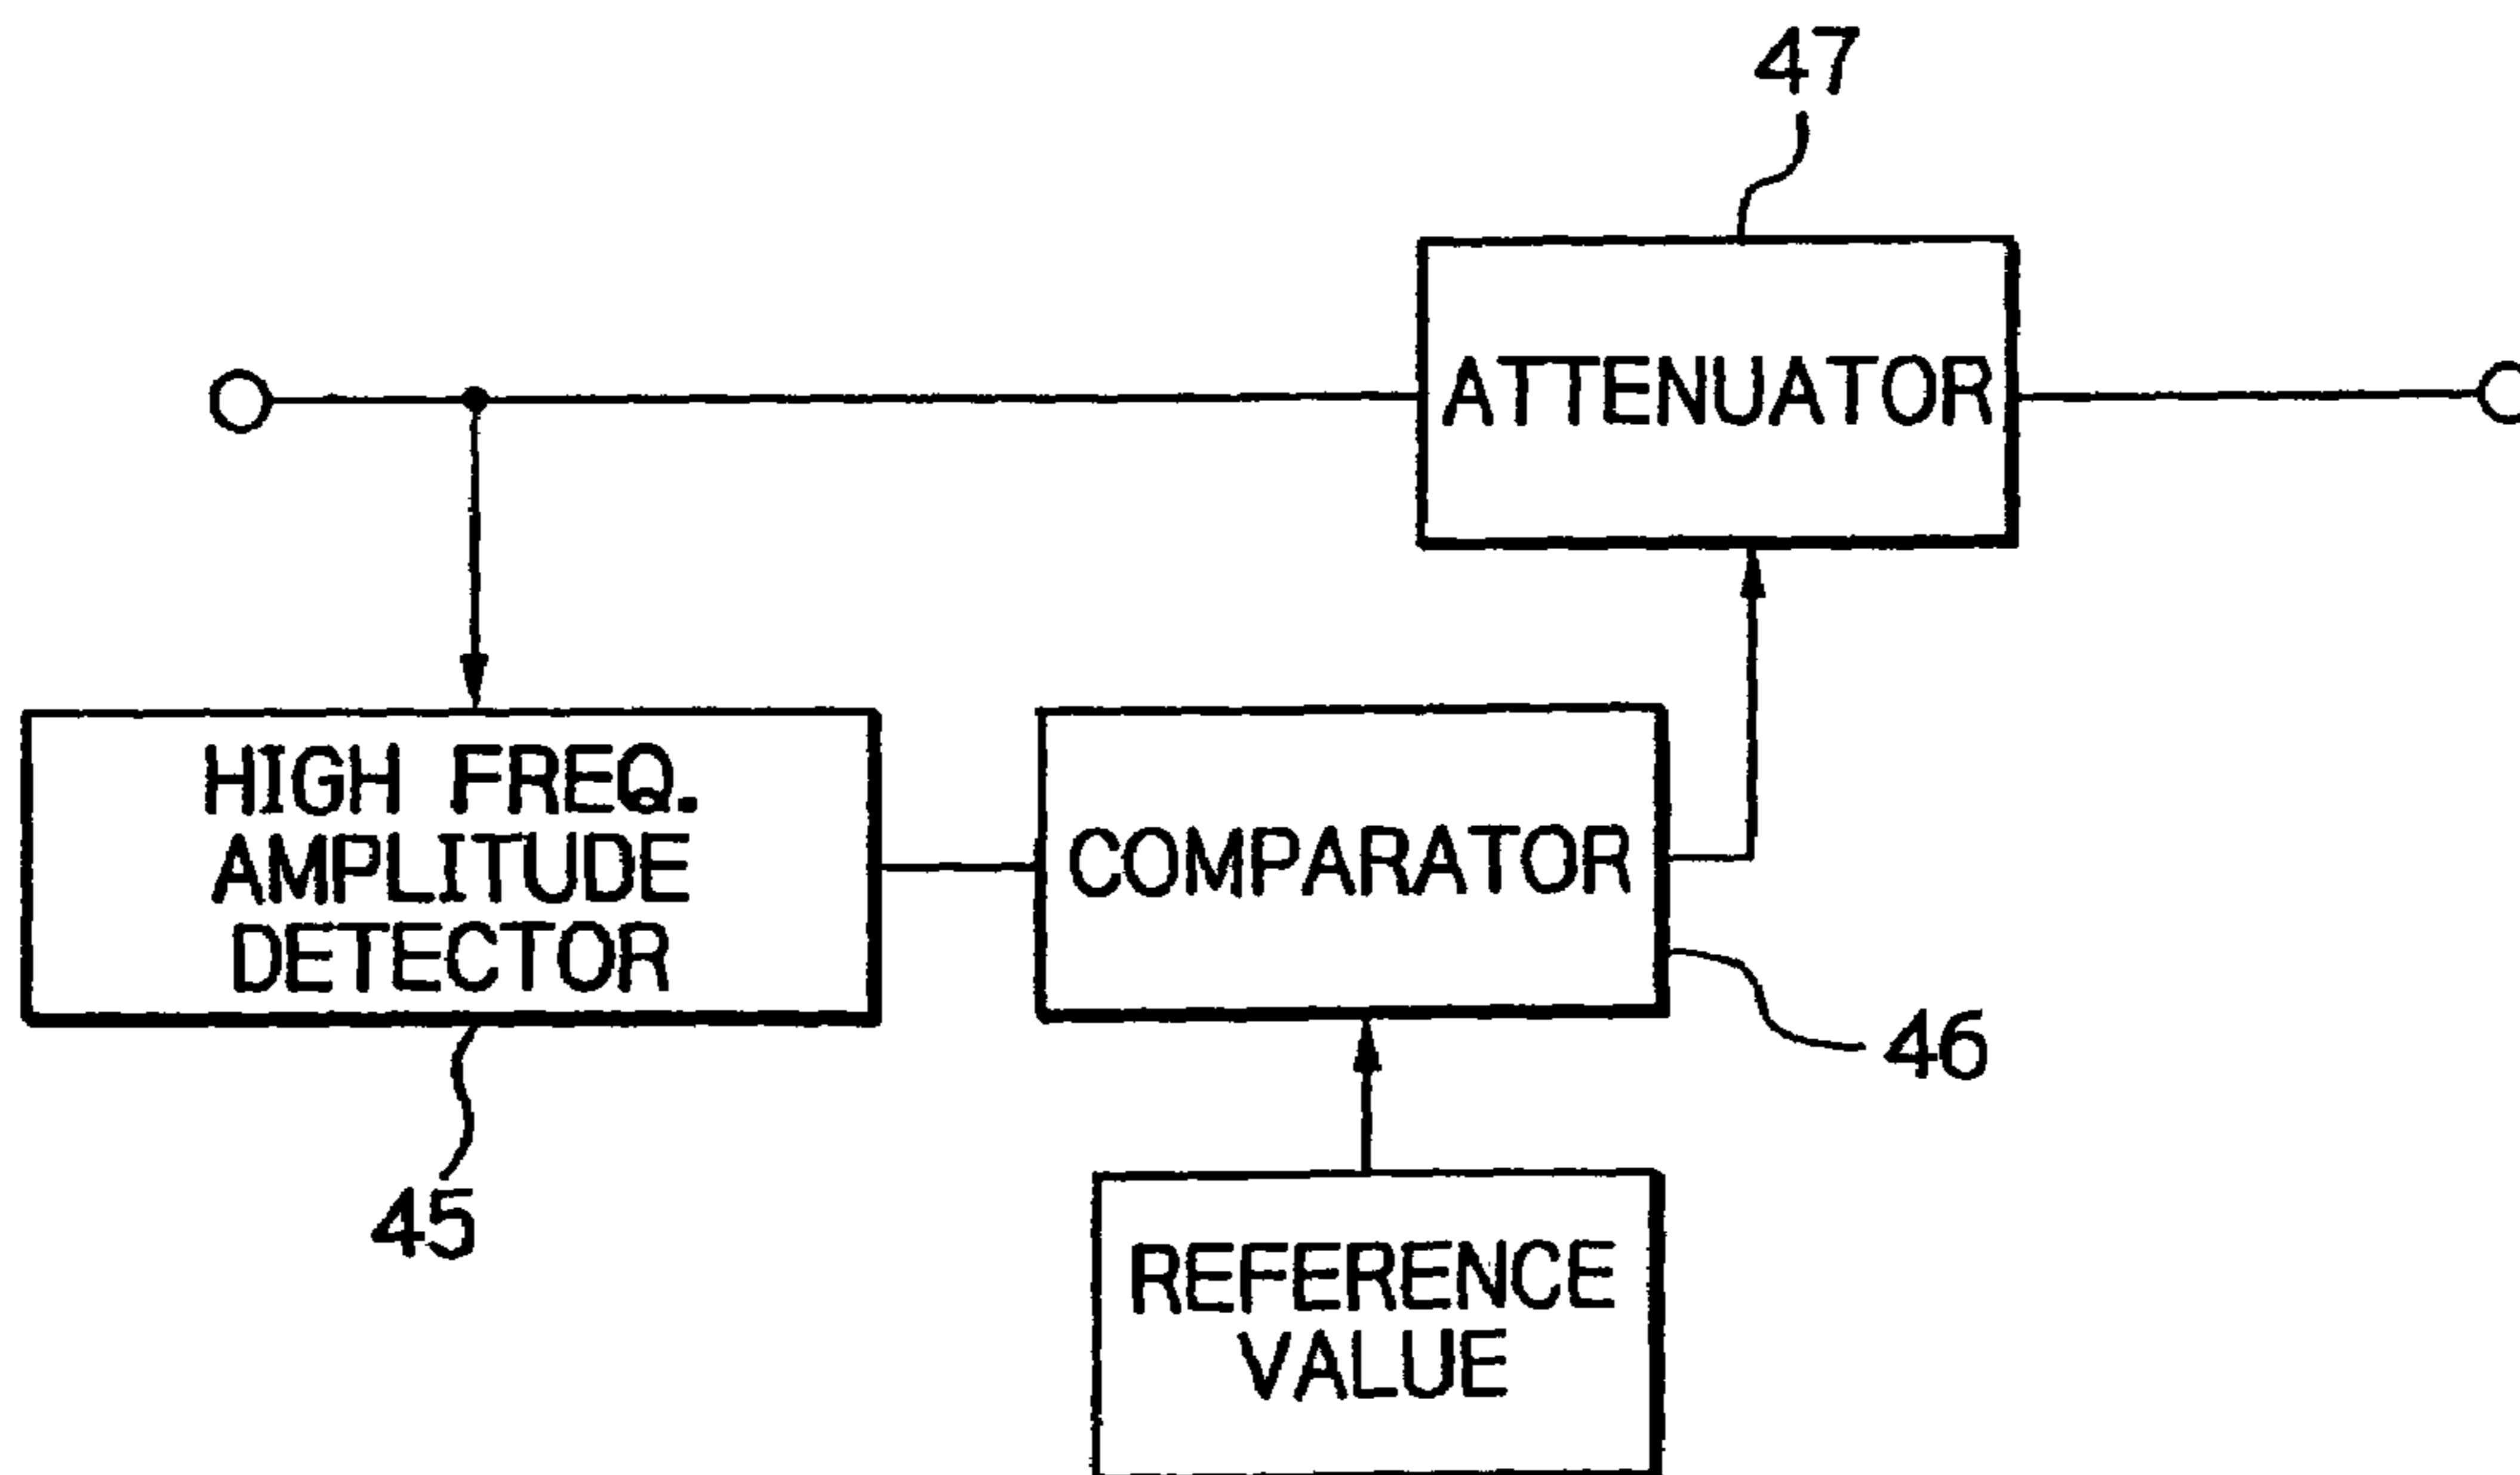 47
ATTENUATOR
HIGH FREQ.
AMPLITUDE
DETECTOR
COMPARATOR
46
45
REFERENCE
VALUE